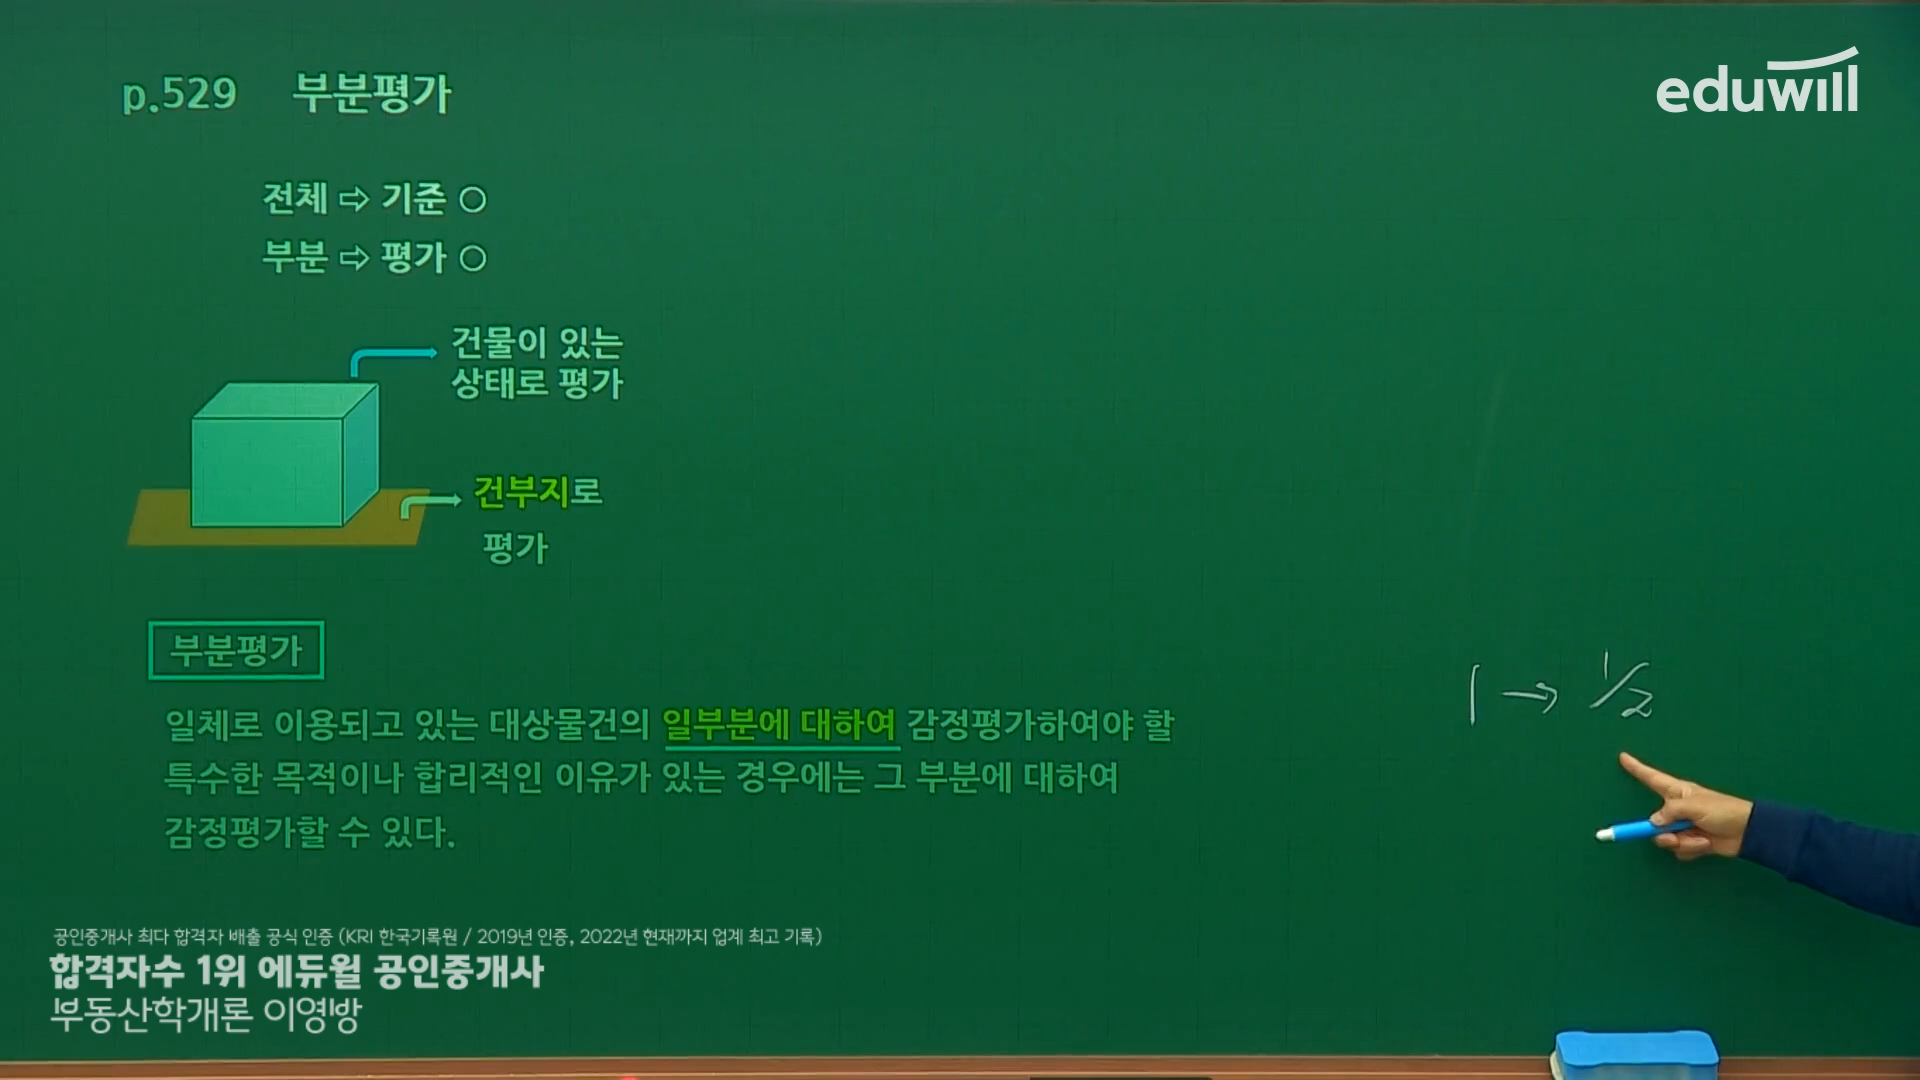 p.529 부분평가
eduwill
전체 ⇨ 기준 ○
부분 ⇨ 평가 ○
건물이 있는
상태로 평가
건부지로
평가
부분평가
일체로 이용되고 있는 대상물건의 일부분에 대하여 감정평가하여야 할
특수한 목적이나 합리적인 이유가 있는 경우에는 그 부분에 대하여
감정평가할 수 있다.
1 → 1/2
공인중개사 최다 합격자 배출 공식 인증 (KRI 한국기록원 / 2019년 인증, 2022년 현재까지 업계 최고 기록)
합격자수 1위 에듀윌 공인중개사
부동산학개론 이영방